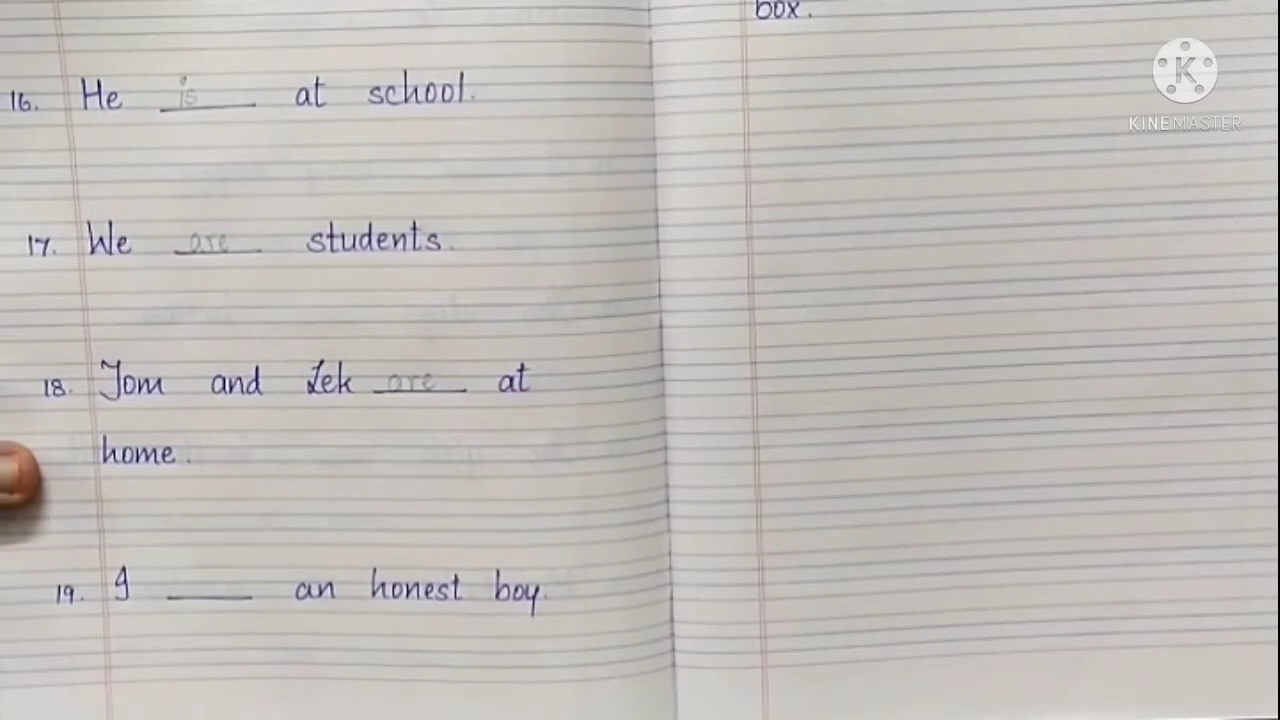 16. He is at school.
17. We are students.
18. Tom and Zek are at
home.
19. I ____ an honest boy.
box.
K
KINEMASTER